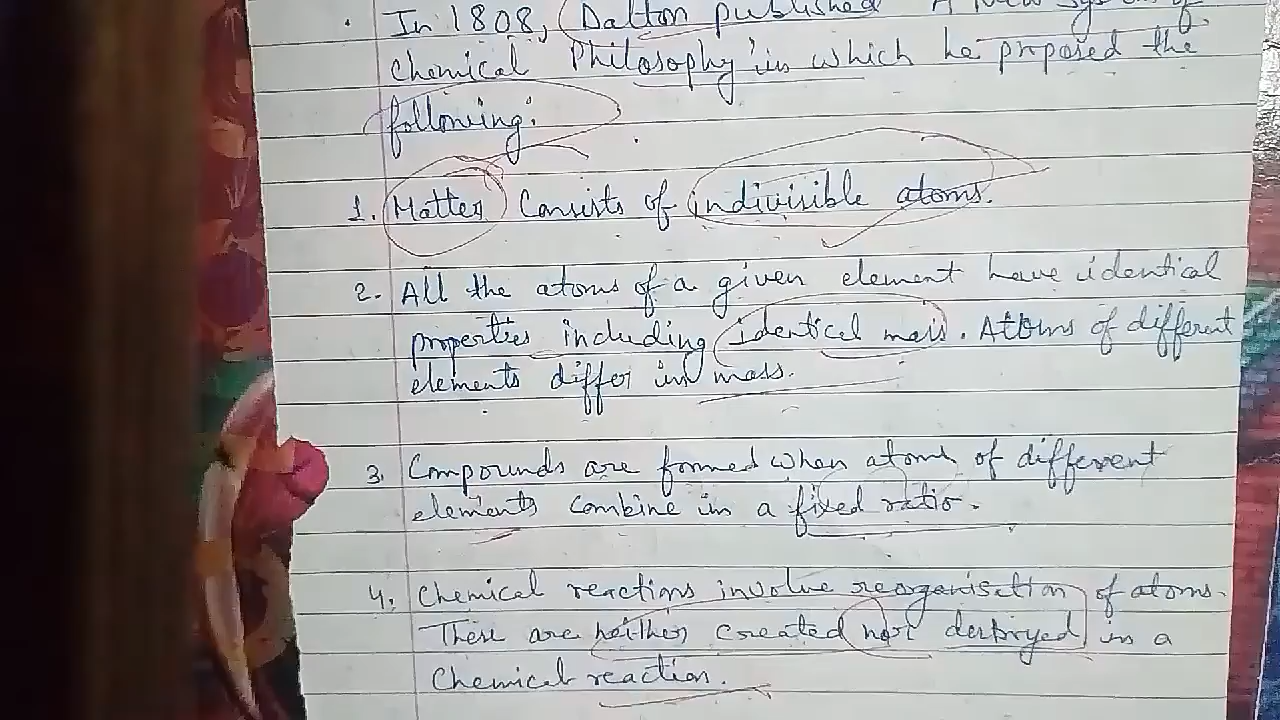 In 1808, Dalton published 'A New System of
Chemical Philosophy' in which he proposed the
following:
1. Matter Consists of indivisible atoms.
2. All the atoms of a given element have identical
properties including identical mass. Atoms of different
elements differ in mass.
3. Compounds are formed when atoms of different
elements combine in a fixed ratio.
4. Chemical reactions involve reorganisation of atoms.
These are neither created nor destroyed in a
Chemical reaction.